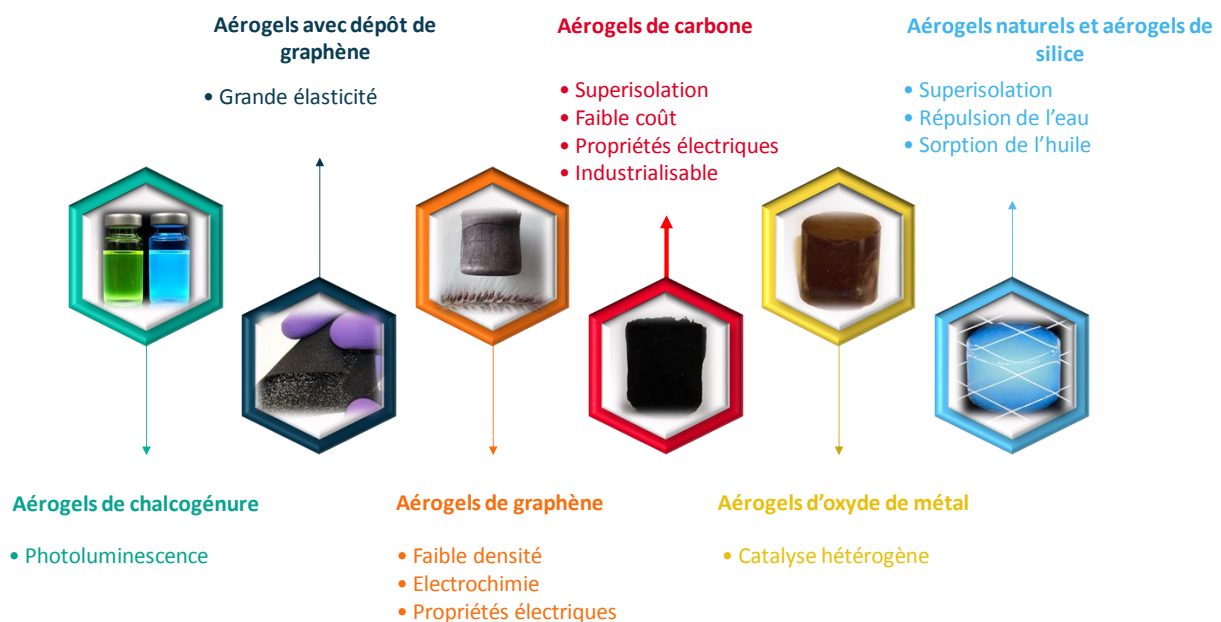 Aérogels avec dépôt de
graphène
• Grande élasticité
Aérogels de carbone
• Superisolation
• Faible coût
• Propriétés électriques
• Industrialisable
Aérogels naturels et aérogels de
silice
• Superisolation
• Répulsion de l’eau
• Sorption de l’huile
Aérogels de chalcogénure
• Photoluminescence
Aérogels de graphène
• Faible densité
• Electrochimie
• Propriétés électriques
Aérogels d’oxyde de métal
• Catalyse hétérogène